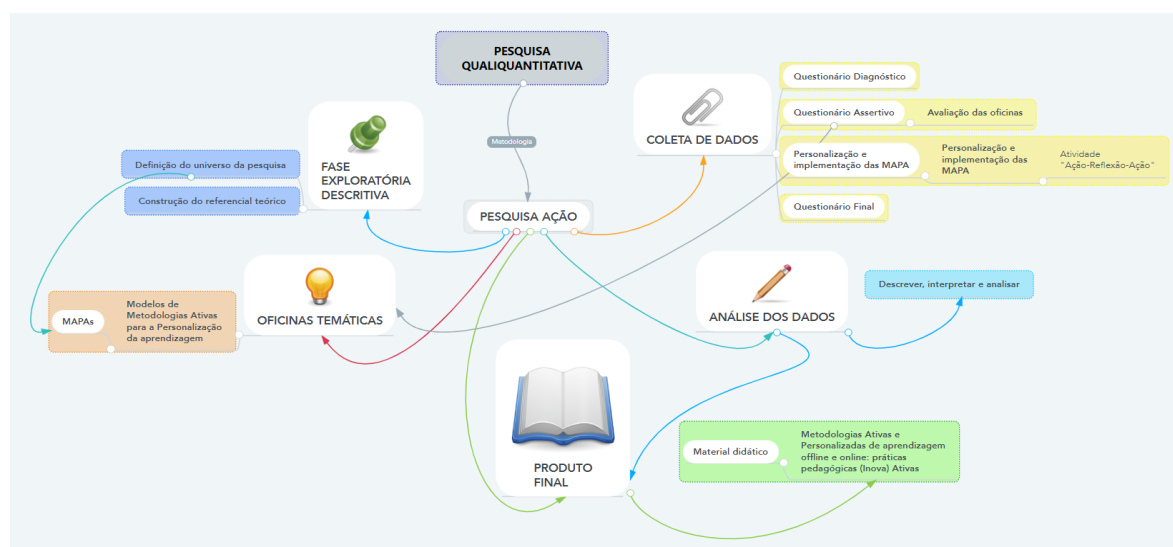 PESQUISA
QUALIQUANTITATIVA
Metodologia
PESQUISA AÇÃO
FASE
EXPLORATÓRIA
DESCRITIVA
Definição do universo da pesquisa
Construção do referencial teórico
COLETA DE DADOS
Questionário Diagnóstico
Questionário Assertivo
Avaliação das oficinas
Personalização e
implementação das MAPA
Personalização e
implementação das
MAPA
Atividade
"Ação-Reflexão-Ação"
Questionário Final
OFICINAS TEMÁTICAS
MAPAs
Modelos de
Metodologias Ativas
para a Personalização
da aprendizagem
ANÁLISE DOS DADOS
Descrever, interpretar e analisar
PRODUTO
FINAL
Material didático
Metodologias Ativas e
Personalizadas de aprendizagem
offline e online: práticas
pedagógicas (Inova) Ativas